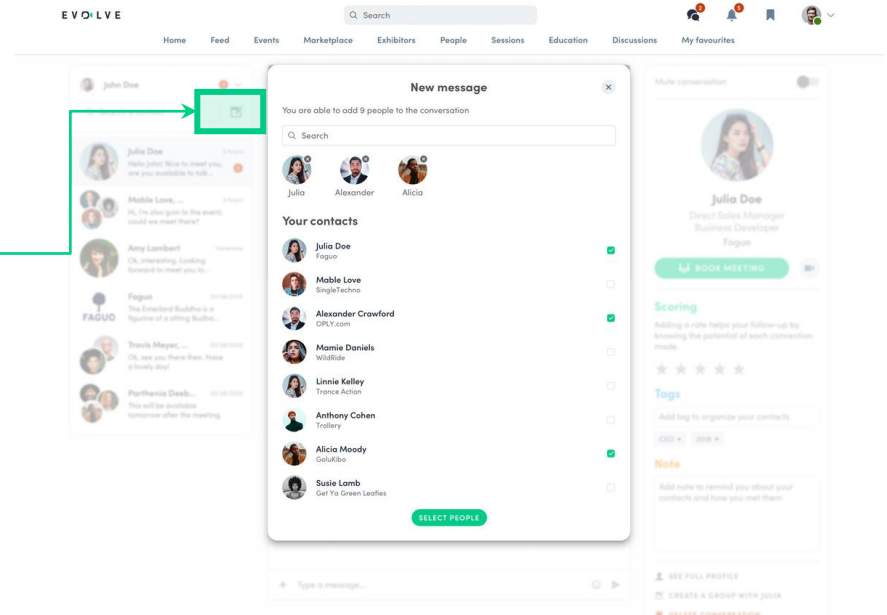 EVOLVE
Search
2
5
Home Feed Events Marketplace Exhibitors People Sessions Education Discussions My favourites
John Doe
Julia Doe
Hello John! Nice to meet you,
are you available to talk...
Mable Love, ...
Hi, I'm also goin to the event,
could we meet there?
Amy Lambert Yesterday
Ok, interesting. Looking
forward to meet you to...
Faguo
FAGUO
The Emerlard Buddha is a
figurine of a sitting Budha...
Travis Meyer, ...
Ok, see you there then. Have
a lovely day!
Parthenia Deeb...
This will be available
tomorrow after the meeting.
New message
You are able to add 9 people to the conversation
Search
Julia Alexander Alicia
Your contacts
Julia Doe
Faguo
Mable Love
SingleTechno
Alexander Crawford
OPLY.com
Mamie Daniels
WildRide
Linnie Kelley
Trance Action
Anthony Cohen
Trollery
Alicia Moody
GoluKibo
Susie Lamb
Get Ya Green Leafies
SELECT PEOPLE
Type a message...
Mute conversation
Julia Doe
Direct Sales Manager
Business Developer
Faguo
BOOK MEETING
Scoring
Adding a rate helps your follow-up by
knowing the potential of each connection
made.
Tags
Add tag to organize your contacts
CEO 2018
Note
Add note to remind you about your
contacts and how you met them
SEE FULL PROFILE
CREATE A GROUP WITH JULIA
DELETE CONVERSATION